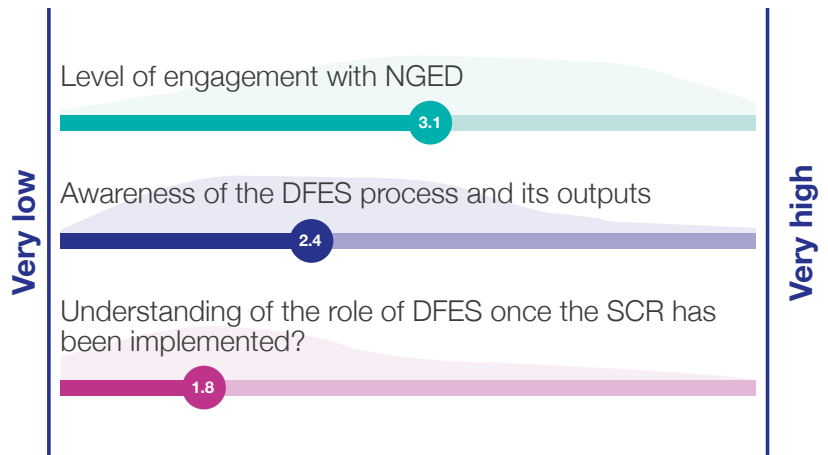 Level of engagement with NGED
3.1
Very low
Awareness of the DFES process and its outputs
2.4
Very high
Understanding of the role of DFES once the SCR has
been implemented?
1.8